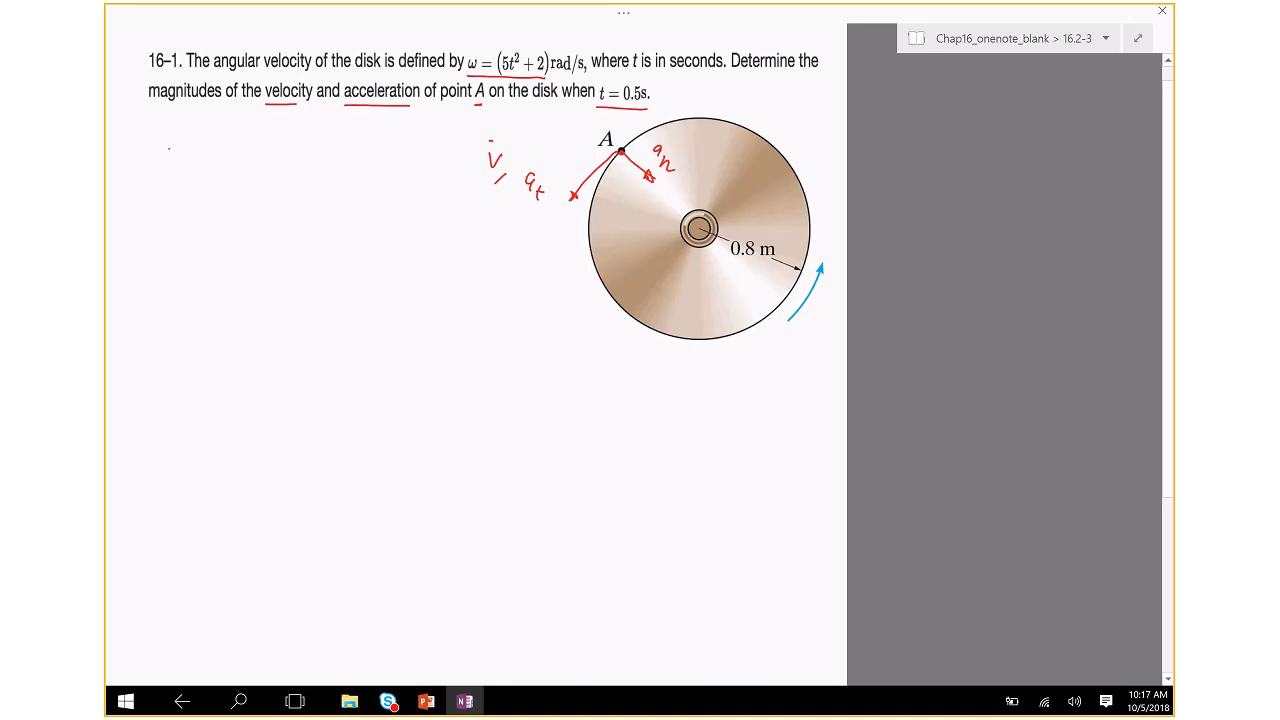 Chap16_onenote_blank > 16.2-3
16–1. The angular velocity of the disk is defined by ω = (5t² + 2) rad/s, where t is in seconds. Determine the
magnitudes of the velocity and acceleration of point A on the disk when t = 0.5s.
A
v
a_t
a_n
0.8 m
10:17 AM
10/5/2018